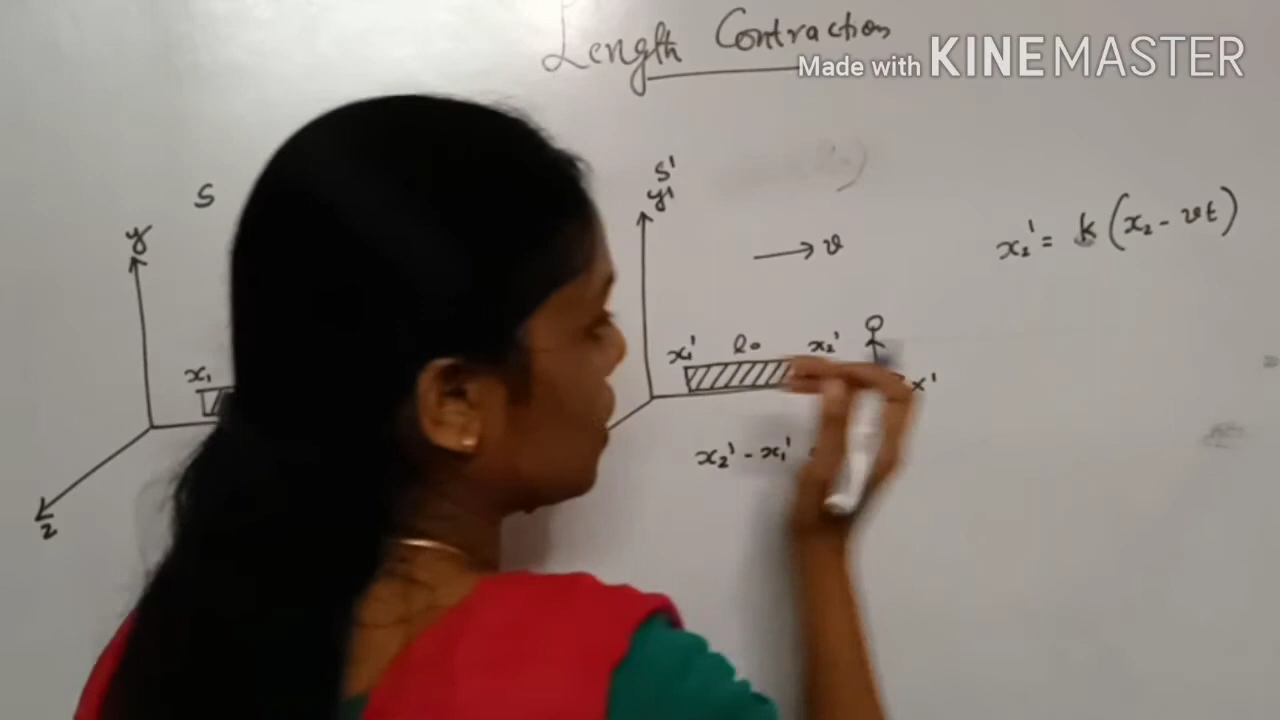 Length Contraction
Made with KINEMASTER
S
S'
y
y'
→ v
x₂' = k (x₂ - vt)
x₁
x₁'
l₀
x₂'
x'
x₂' - x₁'
z